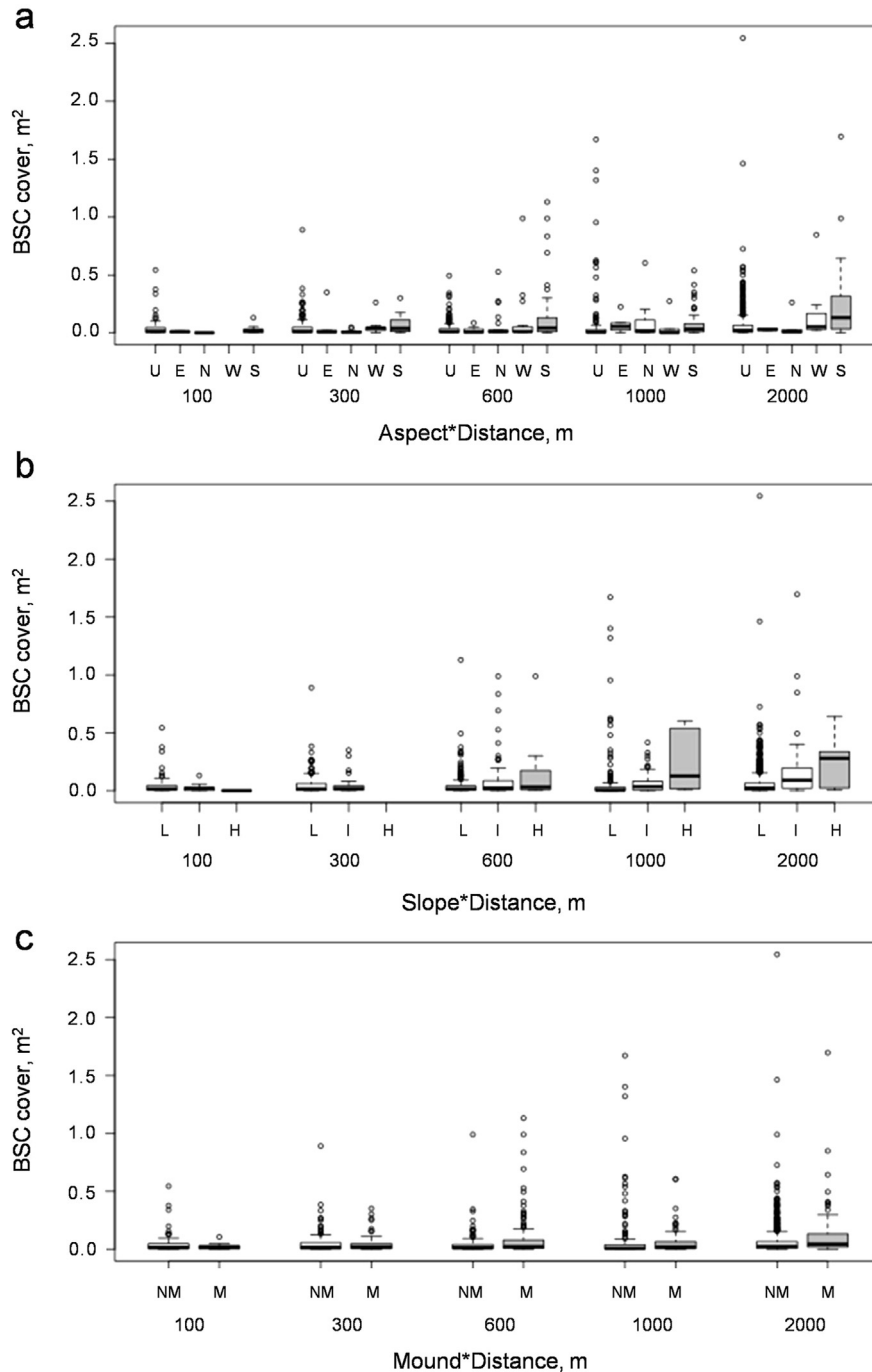 a
2.5
2.0
1.5
1.0
0.5
0.0
BSC cover, m²
U E N W S U E N W S U E N W S U E N W S U E N W S
100 300 600 1000 2000
Aspect*Distance, m
b
2.5
2.0
1.5
1.0
0.5
0.0
BSC cover, m²
L I H L I H L I H L I H L I H
100 300 600 1000 2000
Slope*Distance, m
c
2.5
2.0
1.5
1.0
0.5
0.0
BSC cover, m²
NM M NM M NM M NM M NM M
100 300 600 1000 2000
Mound*Distance, m